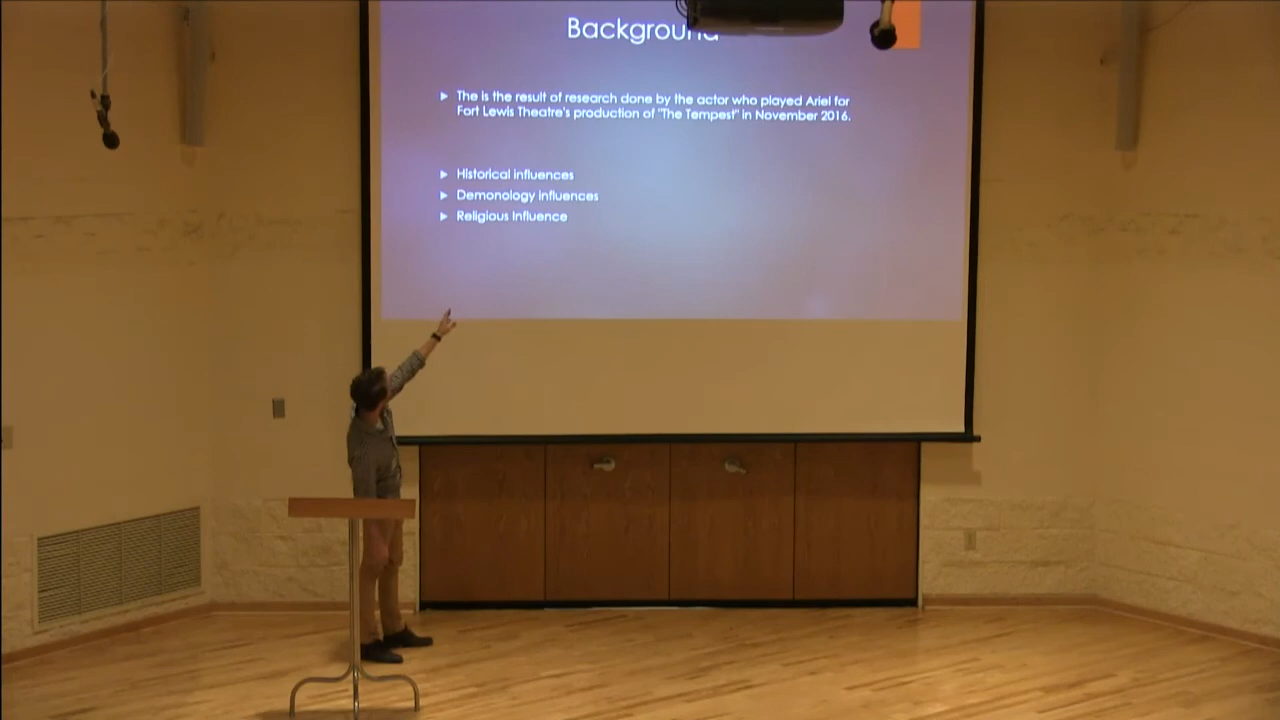 Background
The is the result of research done by the actor who played Ariel for
Fort Lewis Theatre's production of "The Tempest" in November 2016.
Historical influences
Demonology influences
Religious Influence